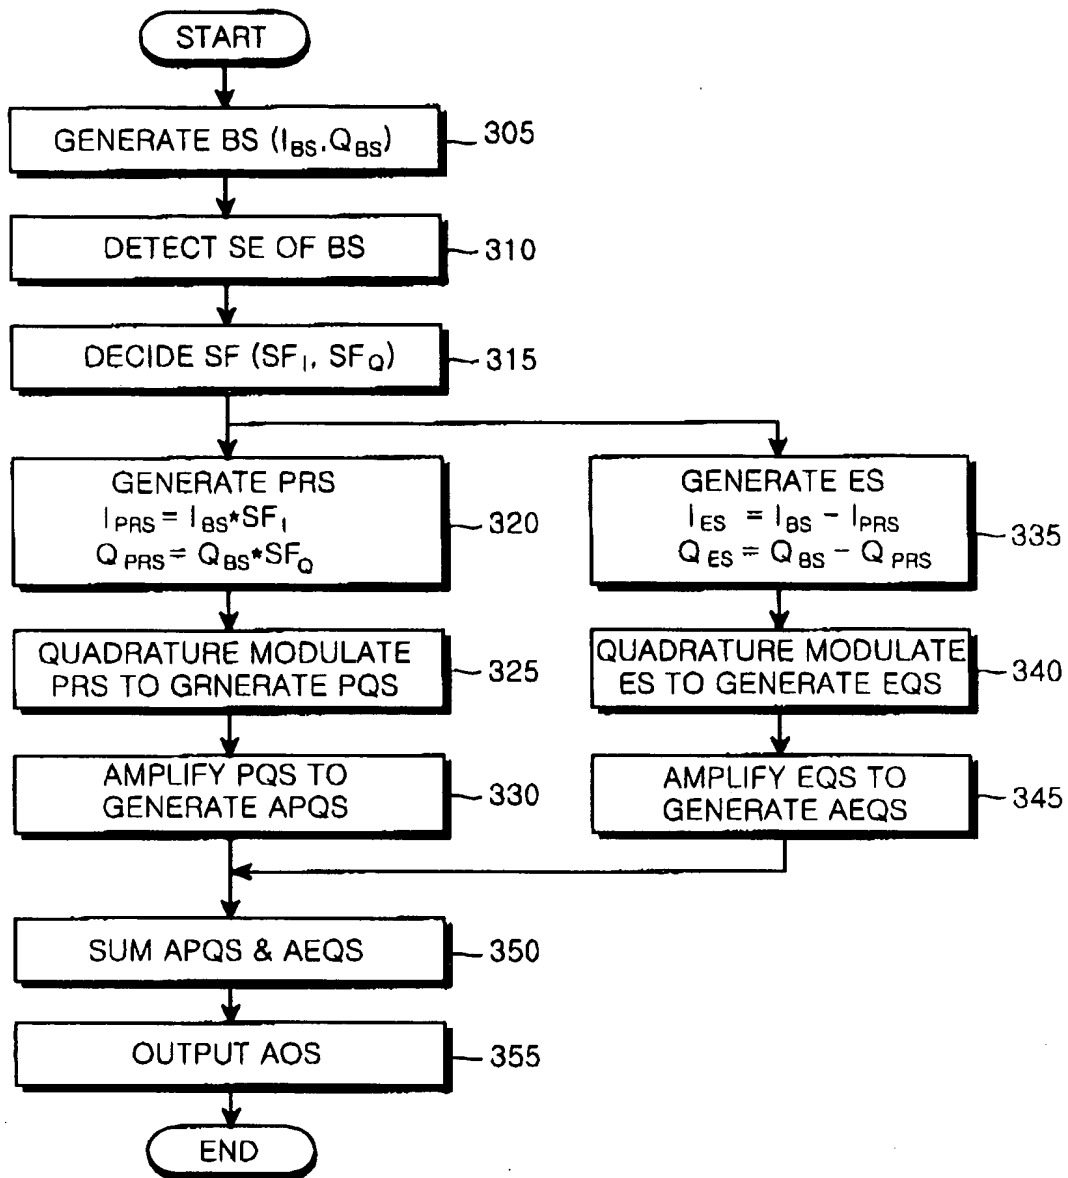 START
GENERATE BS (I_BS, Q_BS)
305
DETECT SE OF BS
310
DECIDE SF (SF_I, SF_Q)
315
GENERATE PRS
I_PRS = I_BS*SF_I
Q_PRS = Q_BS*SF_Q
320
GENERATE ES
I_ES = I_BS - I_PRS
Q_ES = Q_BS - Q_PRS
335
QUADRATURE MODULATE
PRS TO GRNERATE PQS
325
QUADRATURE MODULATE
ES TO GENERATE EQS
340
AMPLIFY PQS TO
GENERATE APQS
330
AMPLIFY EQS TO
GENERATE AEQS
345
SUM APQS & AEQS
350
OUTPUT AOS
355
END